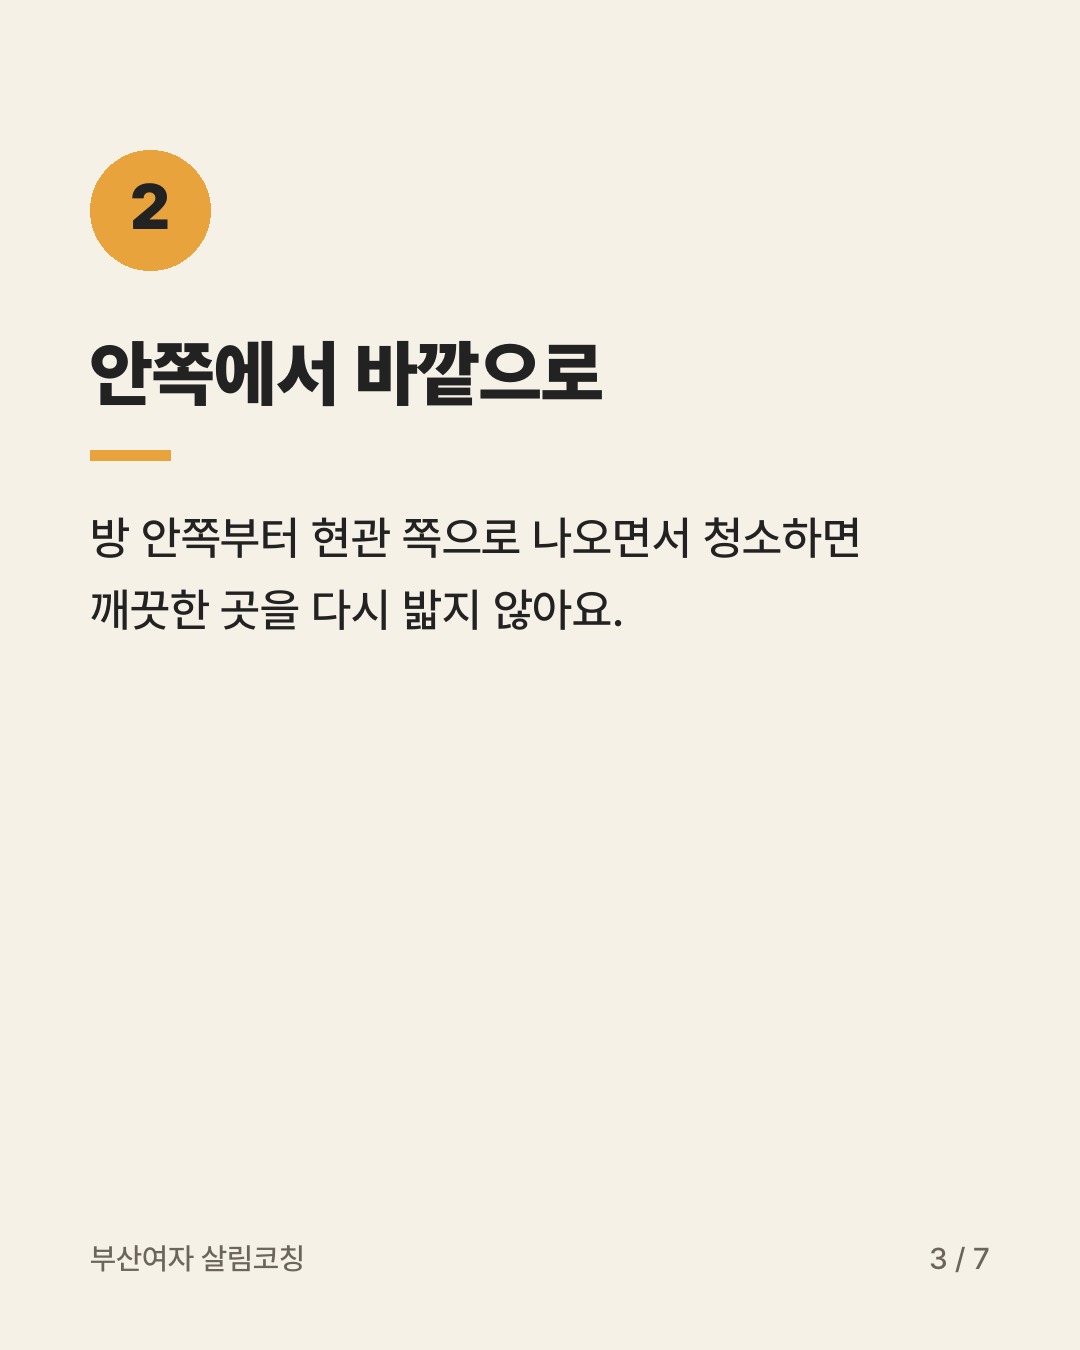 2
안쪽에서 바깥으로
방 안쪽부터 현관 쪽으로 나오면서 청소하면
깨끗한 곳을 다시 밟지 않아요.
부산여자 살림코칭
3 / 7